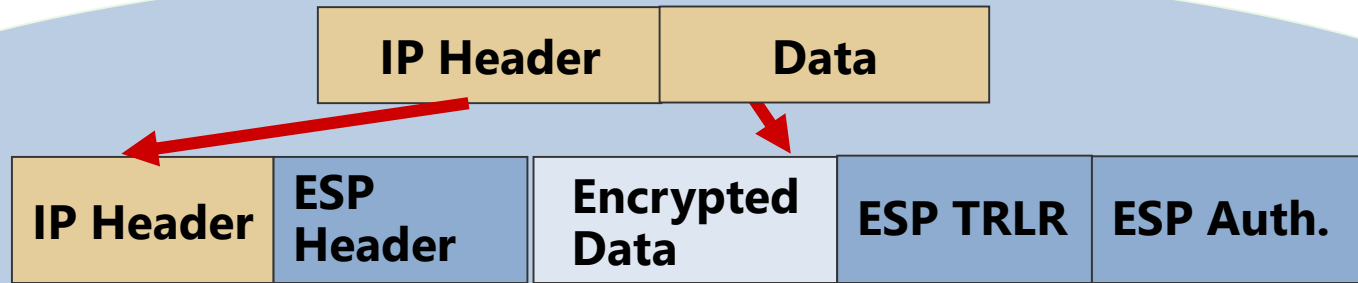 IP Header Data
IP Header ESP Header Encrypted Data ESP TRLR ESP Auth.